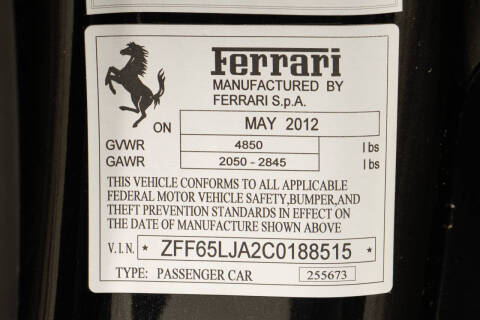 Ferrari
MANUFACTURED BY
FERRARI S.p.A.
ON MAY 2012
GVWR 4850 lbs
GAWR 2050 - 2845 lbs
THIS VEHICLE CONFORMS TO ALL APPLICABLE
FEDERAL MOTOR VEHICLE SAFETY,BUMPER,AND
THEFT PREVENTION STANDARDS IN EFFECT ON
THE DATE OF MANUFACTURE SHOWN ABOVE
V.I.N. * ZFF65LJA2C0188515 *
TYPE: PASSENGER CAR 255673